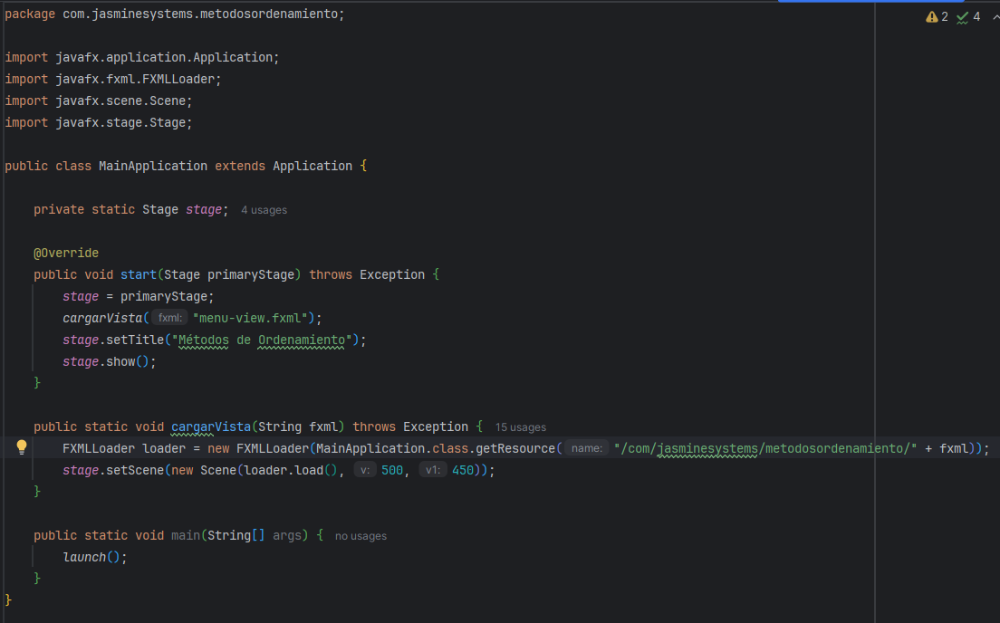 package com.jasminesystems.metodosordenamiento;
2 4
import javafx.application.Application;
import javafx.fxml.FXMLLoader;
import javafx.scene.Scene;
import javafx.stage.Stage;
public class MainApplication extends Application {
private static Stage stage; 4 usages
@Override
public void start(Stage primaryStage) throws Exception {
stage = primaryStage;
cargarVista( fxml: "menu-view.fxml");
stage.setTitle("Métodos de Ordenamiento");
stage.show();
}
public static void cargarVista(String fxml) throws Exception { 15 usages
FXMLLoader loader = new FXMLLoader(MainApplication.class.getResource( name: "/com/jasminesystems/metodosordenamiento/" + fxml));
stage.setScene(new Scene(loader.load(), v: 500, v1: 450));
}
public static void main(String[] args) { no usages
launch();
}
}